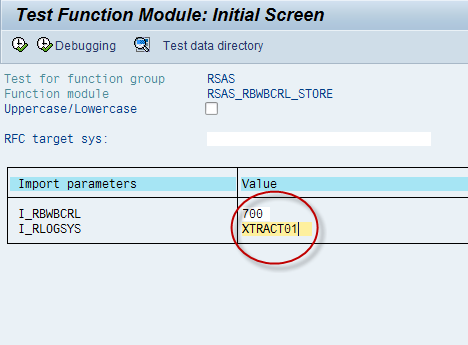 Test Function Module: Initial Screen
Debugging Test data directory
Test for function group RSAS
Function module RSAS_RBWBCRL_STORE
Uppercase/Lowercase
RFC target sys:
Import parameters Value
I_RBWBCRL 700
I_RLOGSYS XTRACT01